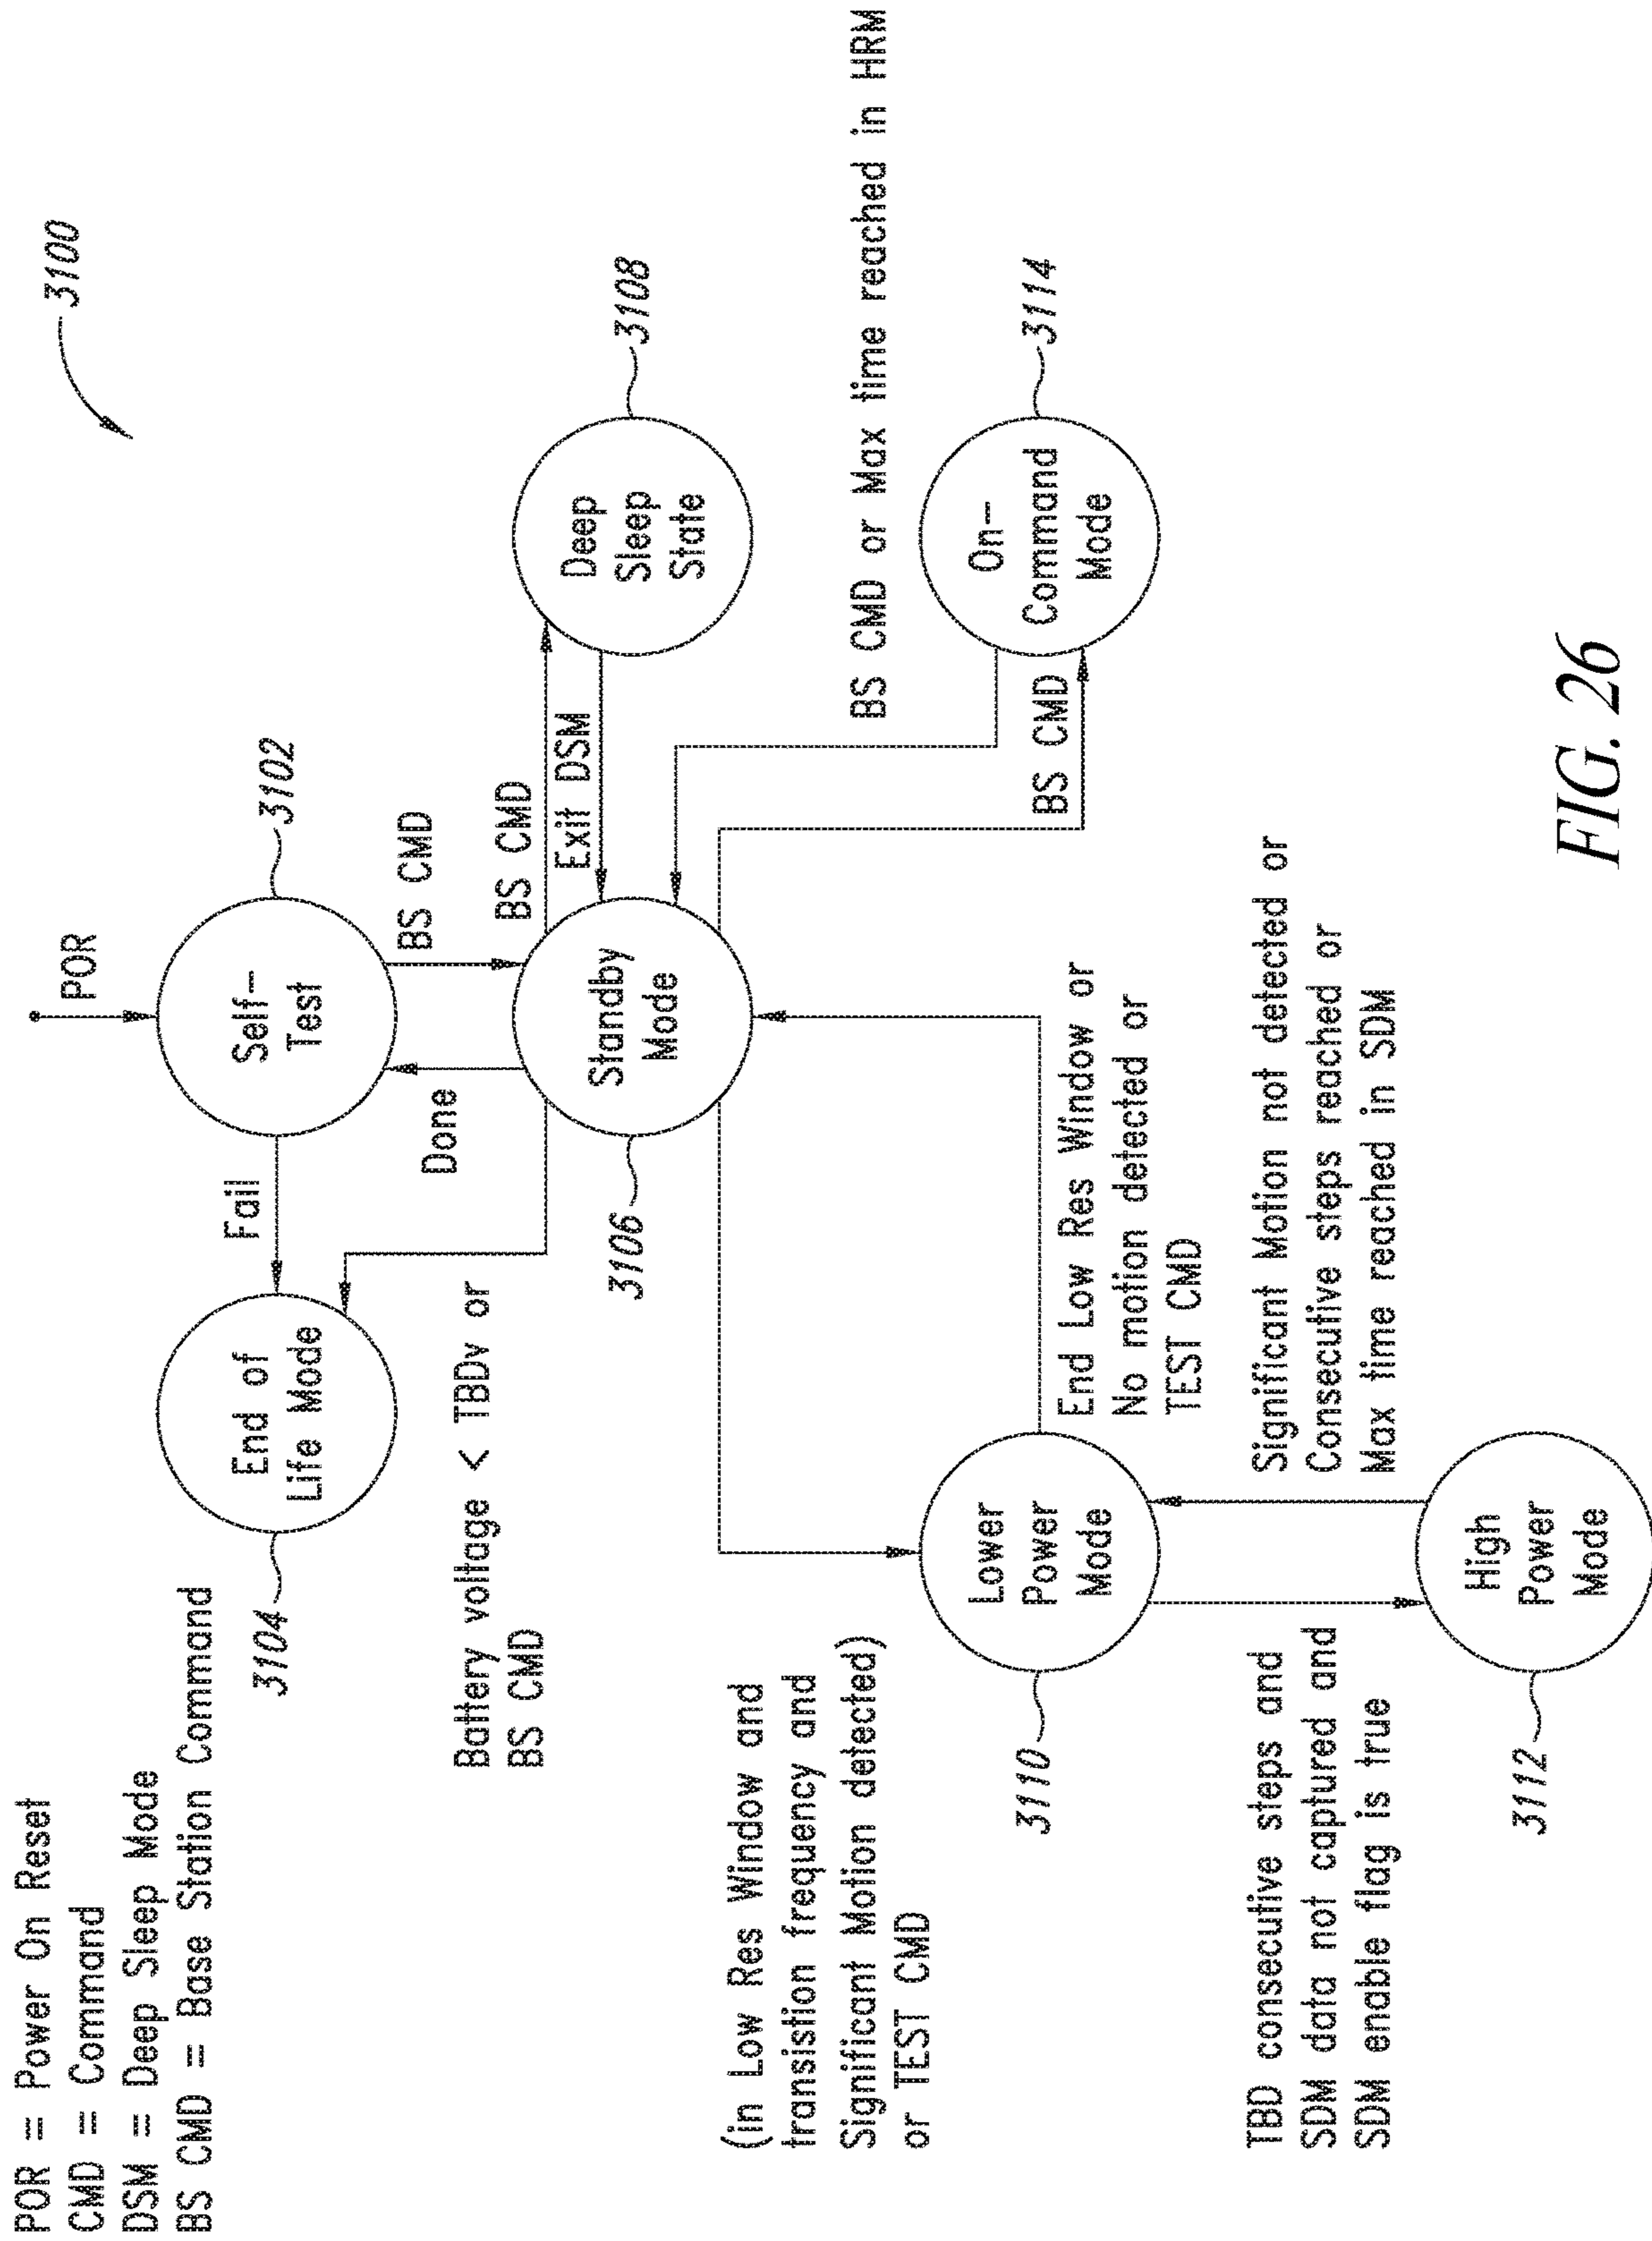 POR = Power On Reset
CMD = Command
DSM = Deep Sleep Mode
BS CMD = Base Station Command
3100
POR
Self-
Test
3102
Fail
End of
Life Mode
3104
BS CMD
Done
Battery voltage < TBDv or
BS CMD
BS CMD
Exit DSM
Deep
Sleep
State
3108
Standby
Mode
3106
(in Low Res Window and
transistion frequency and
Significant Motion detected)
or TEST CMD
BS CMD or Max time reached in HRM
BS CMD
On-
Command
Mode
3114
Lower
Power
Mode
3110
End Low Res Window or
No motion detected or
TEST CMD
TBD consecutive steps and
SDM data not captured and
SDM enable flag is true
Significant Motion not detected or
Consecutive steps reached or
Max time reached in SDM
High
Power
Mode
3112
FIG. 26